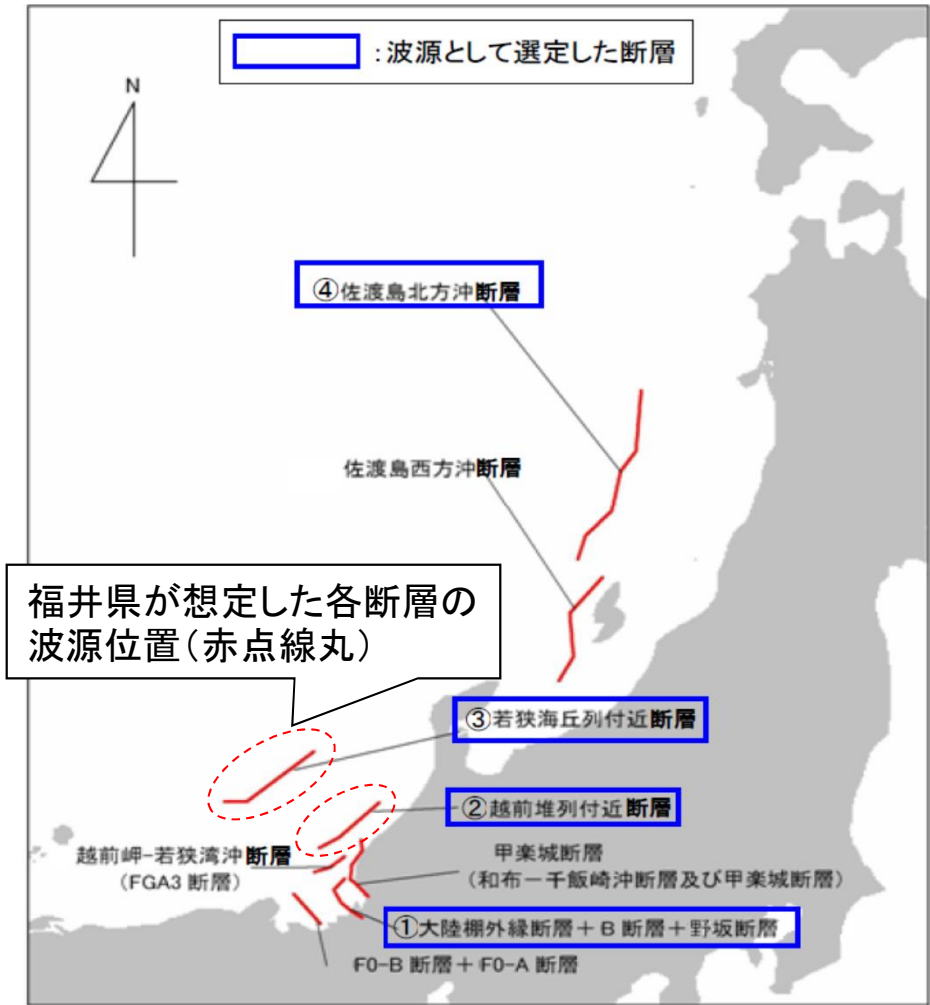 ：波源として選定した断層
N
④佐渡島北方沖断層
佐渡島西方沖断層
福井県が想定した各断層の
波源位置（赤点線丸）
③若狭海丘列付近断層
②越前堆列付近断層
越前岬－若狭湾沖断層
（FGA3 断層）
甲楽城断層
（和布－干飯崎沖断層及び甲楽城断層）
①大陸棚外縁断層＋B 断層＋野坂断層
F0-B 断層＋F0-A 断層